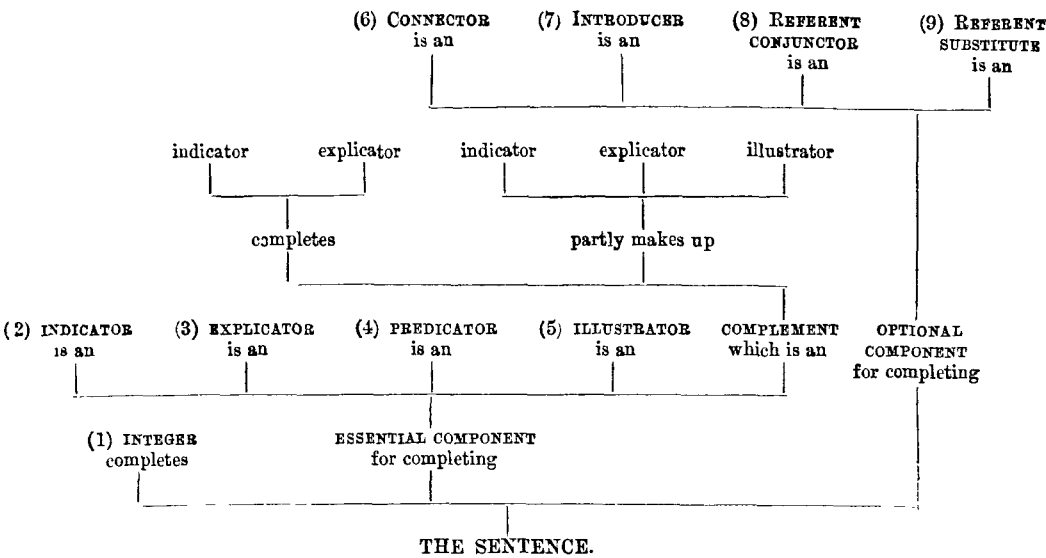 (6) CONNECTOR
is an
(7) INTRODUCER
is an
(8) REFERENT
CONJUNCTOR
is an
(9) REFERENT
SUBSTITUTE
is an
indicator
explicator
indicator
explicator
illustrator
completes
partly makes up
(2) INDICATOR
is an
(3) EXPLICATOR
is an
(4) PREDICATOR
is an
(5) ILLUSTRATOR
is an
COMPLEMENT
which is an
OPTIONAL
COMPONENT
for completing
(1) INTEGER
completes
ESSENTIAL COMPONENT
for completing
THE SENTENCE.